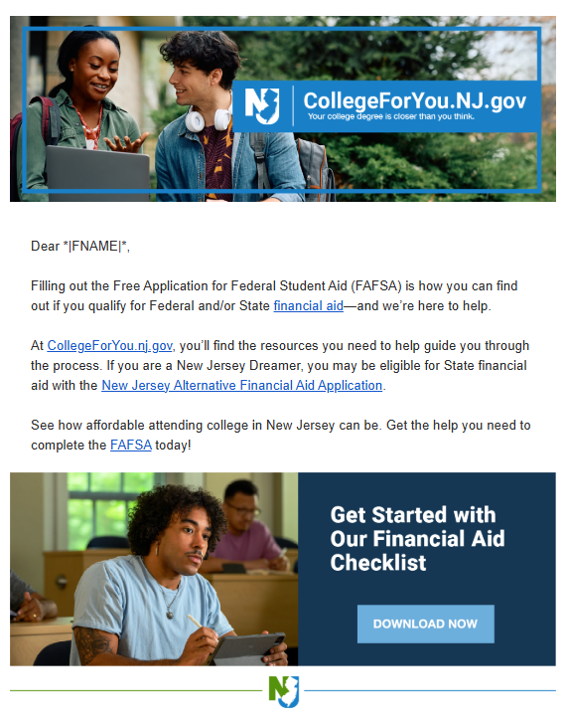 NJ
CollegeForYou.NJ.gov
Your college degree is closer than you think.
Dear *|FNAME|*,
Filling out the Free Application for Federal Student Aid (FAFSA) is how you can find
out if you qualify for Federal and/or State financial aid—and we’re here to help.
At CollegeForYou.nj.gov, you’ll find the resources you need to help guide you through
the process. If you are a New Jersey Dreamer, you may be eligible for State financial
aid with the New Jersey Alternative Financial Aid Application.
See how affordable attending college in New Jersey can be. Get the help you need to
complete the FAFSA today!
Get Started with
Our Financial Aid
Checklist
DOWNLOAD NOW
NJ